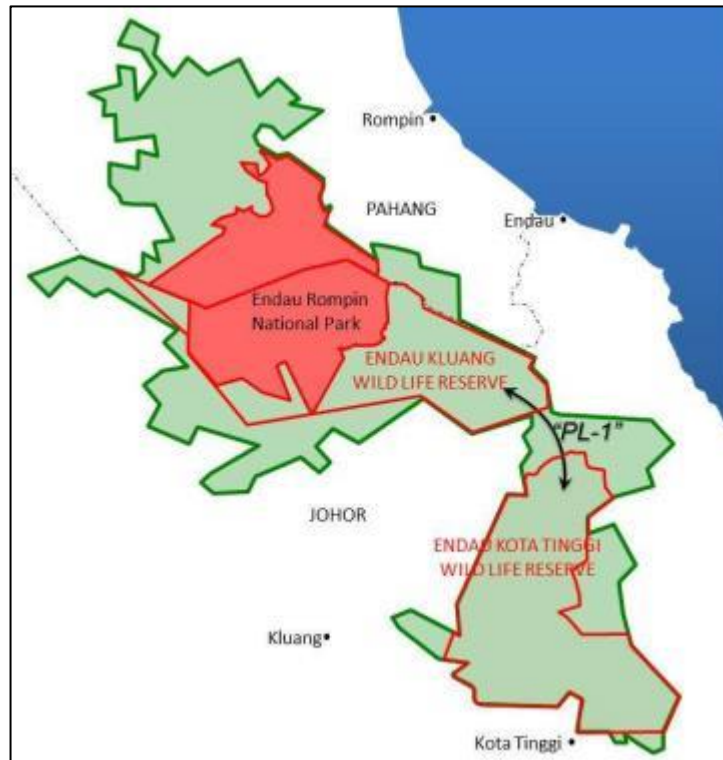 Rompin
PAHANG
Endau
Endau Rompin
National Park
ENDAU KLUANG
WILD LIFE RESERVE
"PL-1"
JOHOR
ENDAU KOTA TINGGI
WILD LIFE RESERVE
Kluang
Kota Tinggi